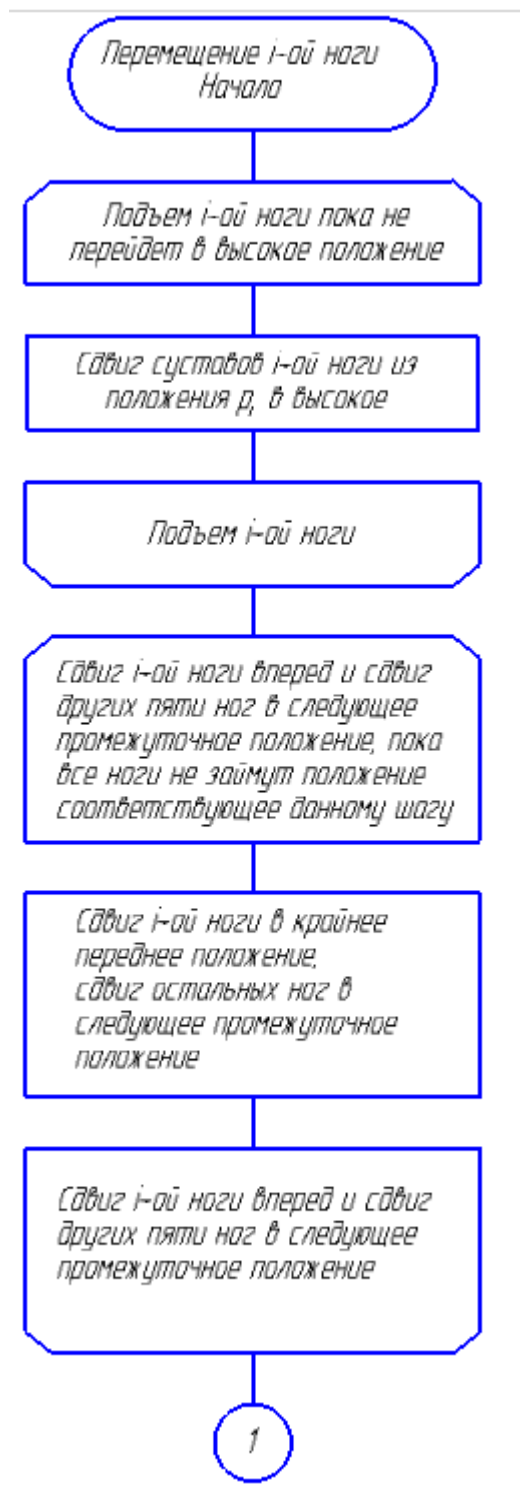 Перемещение i-ой ноги
Начало
Подъем i-ой ноги пока не
перейдет в высокое положение
Сдвиг суставов i-ой ноги из
положения р, в высокое
Подъем i-ой ноги
Сдвиг i-ой ноги вперед и сдвиг
других пяти ног в следующее
промежуточное положение, пока
все ноги не займут положение
соответствующее данному шагу
Сдвиг i-ой ноги в крайнее
переднее положение,
сдвиг остальных ног в
следующее промежуточное
положение
Сдвиг i-ой ноги вперед и сдвиг
других пяти ног в следующее
промежуточное положение
1